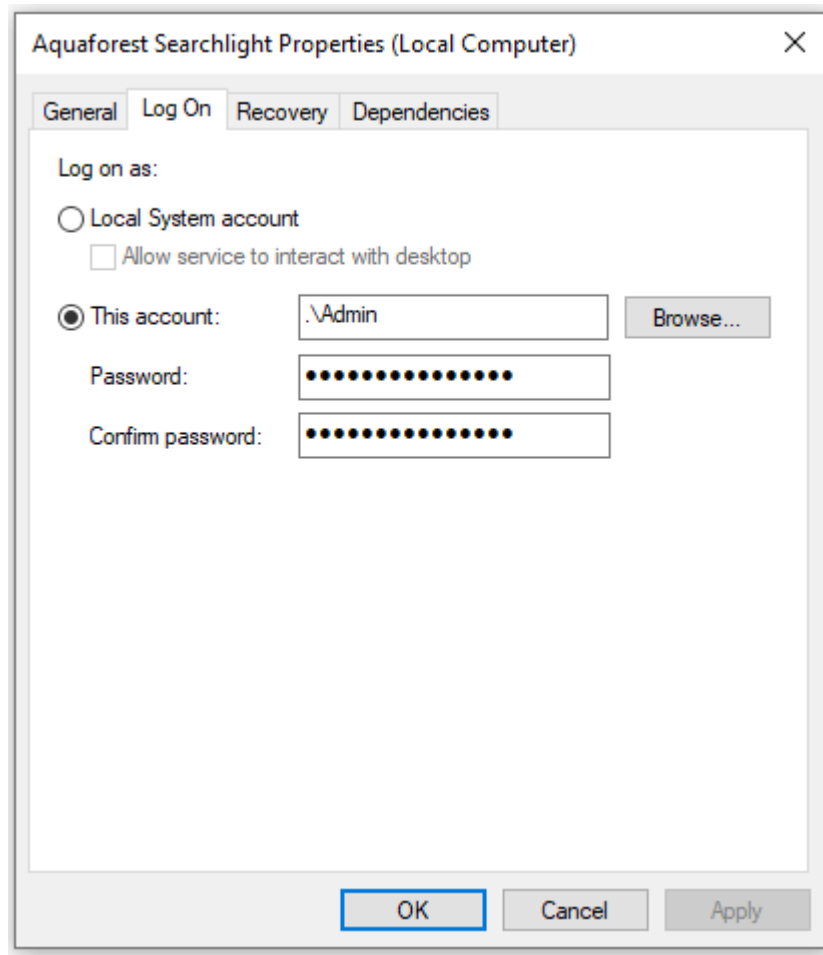 Aquaforest Searchlight Properties (Local Computer)
General Log On Recovery Dependencies
Log on as:
Local System account
Allow service to interact with desktop
This account: .\Admin Browse...
Password: •••••••••••••••
Confirm password: •••••••••••••••
OK Cancel Apply